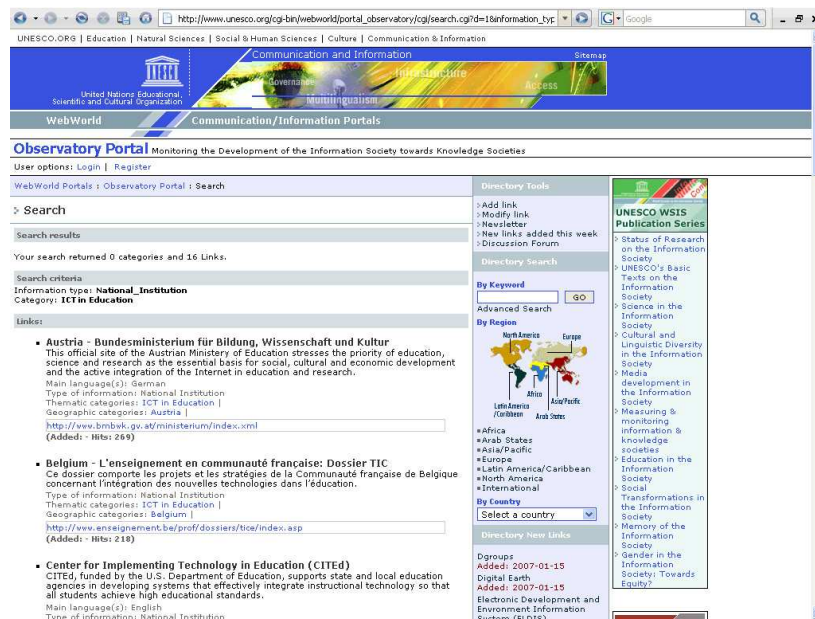 http://www.unesco.org/cgi-bin/webworld/portal_observatory/cgi/search.cgi?d=1&information_typ
Google
UNESCO.ORG | Education | Natural Sciences | Social & Human Sciences | Culture | Communication & Information
Communication and Information
Sitemap
Governance
Infrastructure
Access
Multilingualism
United Nations Educational,
Scientific and Cultural Organization
WebWorld
Communication/Information Portals
Observatory Portal Monitoring the Development of the Information Society towards Knowledge Societies
User options: Login | Register
WebWorld Portals : Observatory Portal : Search
Search
Search results
Your search returned 0 categories and 16 Links.
Search criteria
Information type: National_Institution
Category: ICT in Education
Links:
Austria - Bundesministerium für Bildung, Wissenschaft und Kultur
This official site of the Austrian Ministery of Education stresses the priority of education,
science and research as the essential basis for social, cultural and economic development
and the active integration of the Internet in education and research.
Main language(s): German
Type of information: National Institution
Thematic categories: ICT in Education |
Geographic categories: Austria |
http://www.bmbwk.gv.at/ministerium/index.xml
(Added: - Hits: 269)
Belgium - L'enseignement en communauté française: Dossier TIC
Ce dossier comporte les projets et les stratégies de la Communauté française de Belgique
concernant l'intégration des nouvelles technologies dans l'éducation.
Type of information: National Institution
Thematic categories: ICT in Education |
Geographic categories: Belgium |
http://www.enseignement.be/prof/dossiers/tice/index.asp
(Added: - Hits: 218)
Center for Implementing Technology in Education (CITEd)
CITEd, funded by the U.S. Department of Education, supports state and local education
agencies in developing systems that effectively integrate instructional technology so that
all students achieve high educational standards.
Main language(s): English
Type of information: National Institution
Directory Tools
Add link
Modify link
Newsletter
New links added this week
Discussion Forum
Directory Search
By Keyword
GO
Advanced Search
By Region
North America
Europe
Africa
Asia/Pacific
Latin America
/Caribbean
Arab States
Africa
Arab States
Asia/Pacific
Europe
Latin America/Caribbean
North America
International
By Country
Select a country
Directory New Links
Dgroups
Added: 2007-01-15
Digital Earth
Added: 2007-01-15
Electronic Development and
Environment Information
System (ELDIS)
UNESCO WSIS
Publication Series
Status of Research
on the Information
Society
UNESCO's Basic
Texts on the
Information
Society
Science in the
Information
Society
Cultural and
Linguistic Diversity
in the Information
Society
Media
development in
the Information
Society
Measuring &
monitoring
information &
knowledge
societies
Education in the
Information
Society
Social
Transformations in
the Information
Society
Memory of the
Information
Society
Gender in the
Information
Society: Towards
Equity?